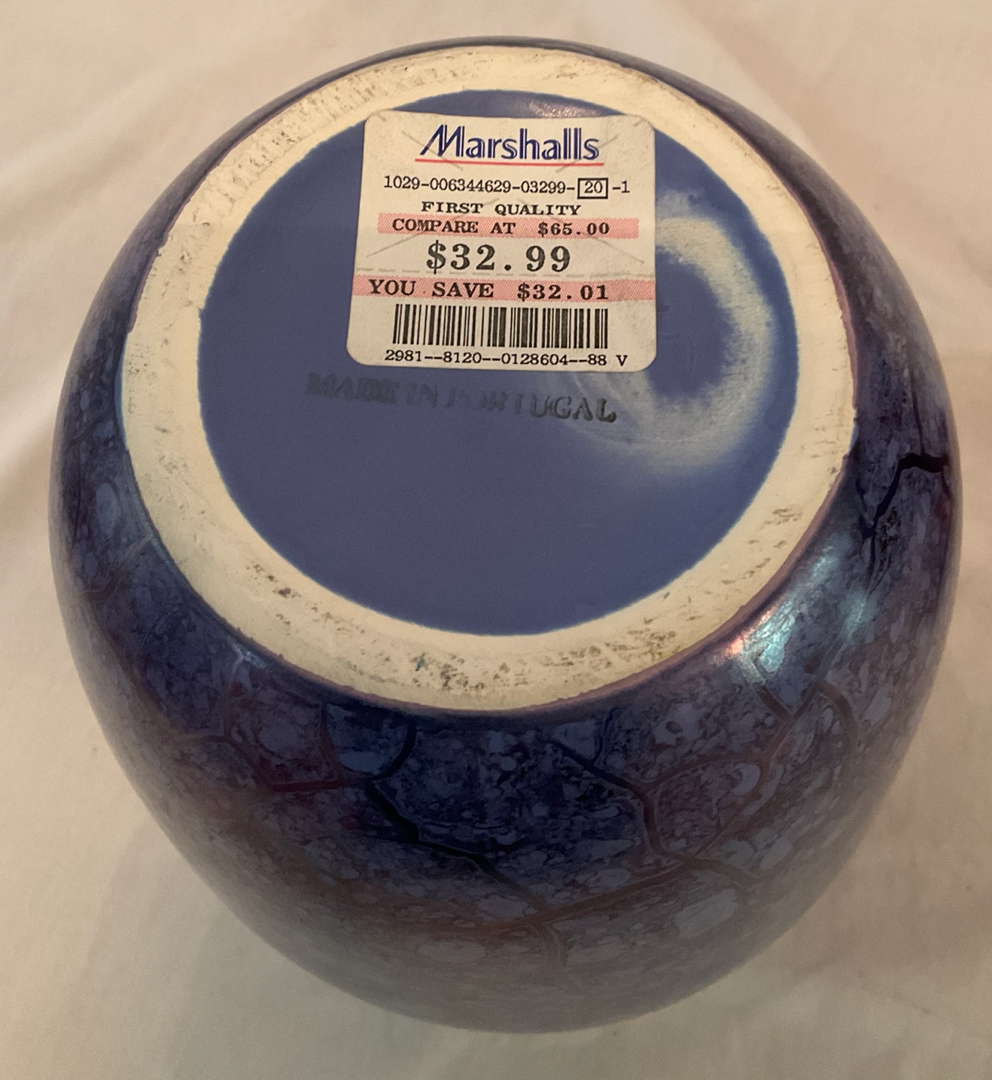 Marshalls
1029-006344629-03299-20-1
FIRST QUALITY
COMPARE AT $65.00
$32.99
YOU SAVE $32.01
2981--8120--0128604--88 V
MADE IN PORTUGAL